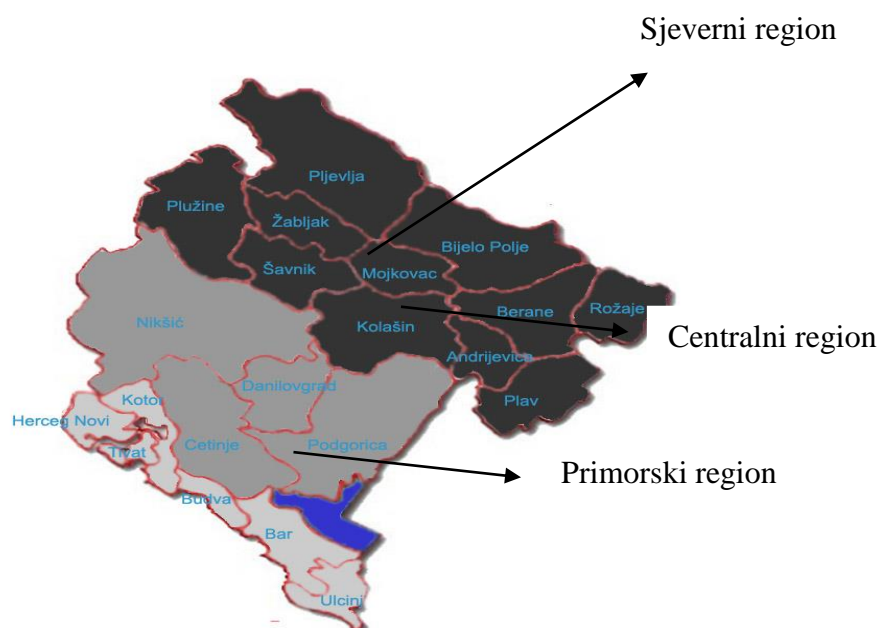 Sjeverni region
Pljevlja
Plužine
Žabljak
Bijelo Polje
Šavnik
Mojkovac
Berane
Rožaje
Nikšić
Kolašin
Centralni region
Andrijevica
Danilovgrad
Plav
Kotor
Herceg Novi
Tivat
Cetinje
Podgorica
Primorski region
Budva
Bar
Ulcinj